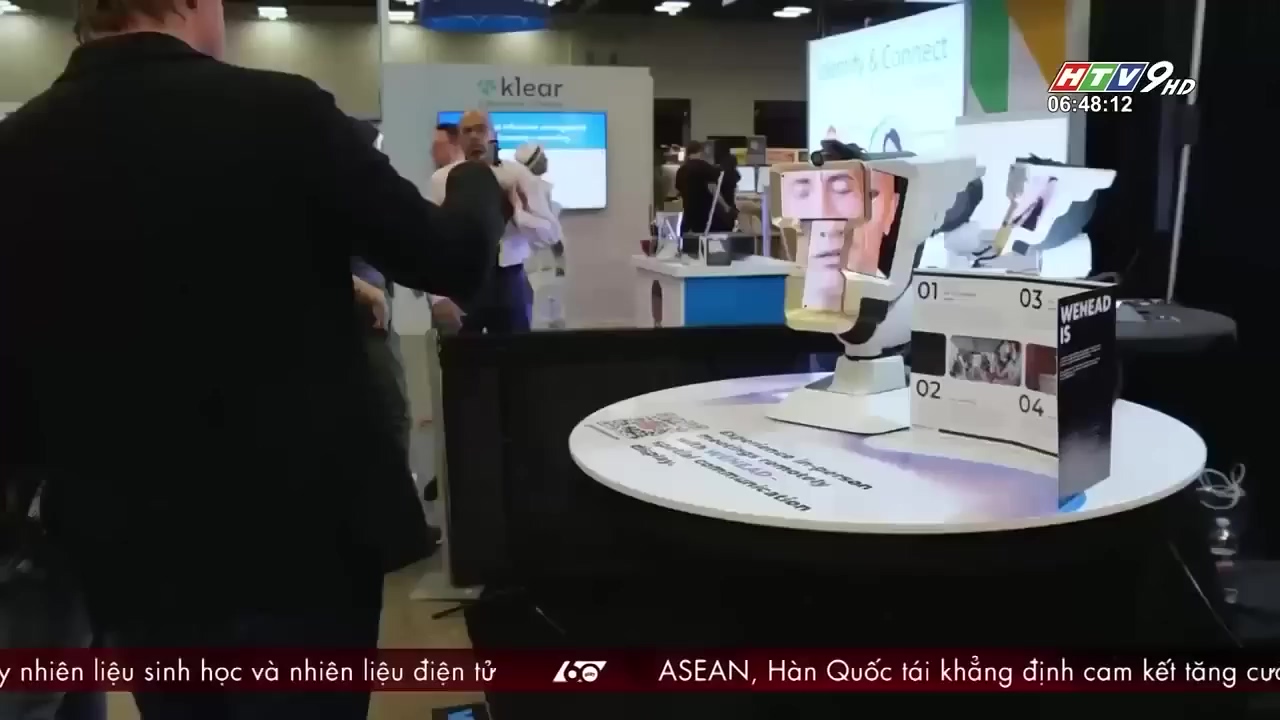 HTV9HD
06:48:12
klear
Identify & Connect
01
03
02
04
WEHEAD
IS
Experience in-person
meetings remotely
with WEHEAD -
spatial communication
display.
y nhiên liệu sinh học và nhiên liệu điện tử
60
ASEAN, Hàn Quốc tái khẳng định cam kết tăng cườ